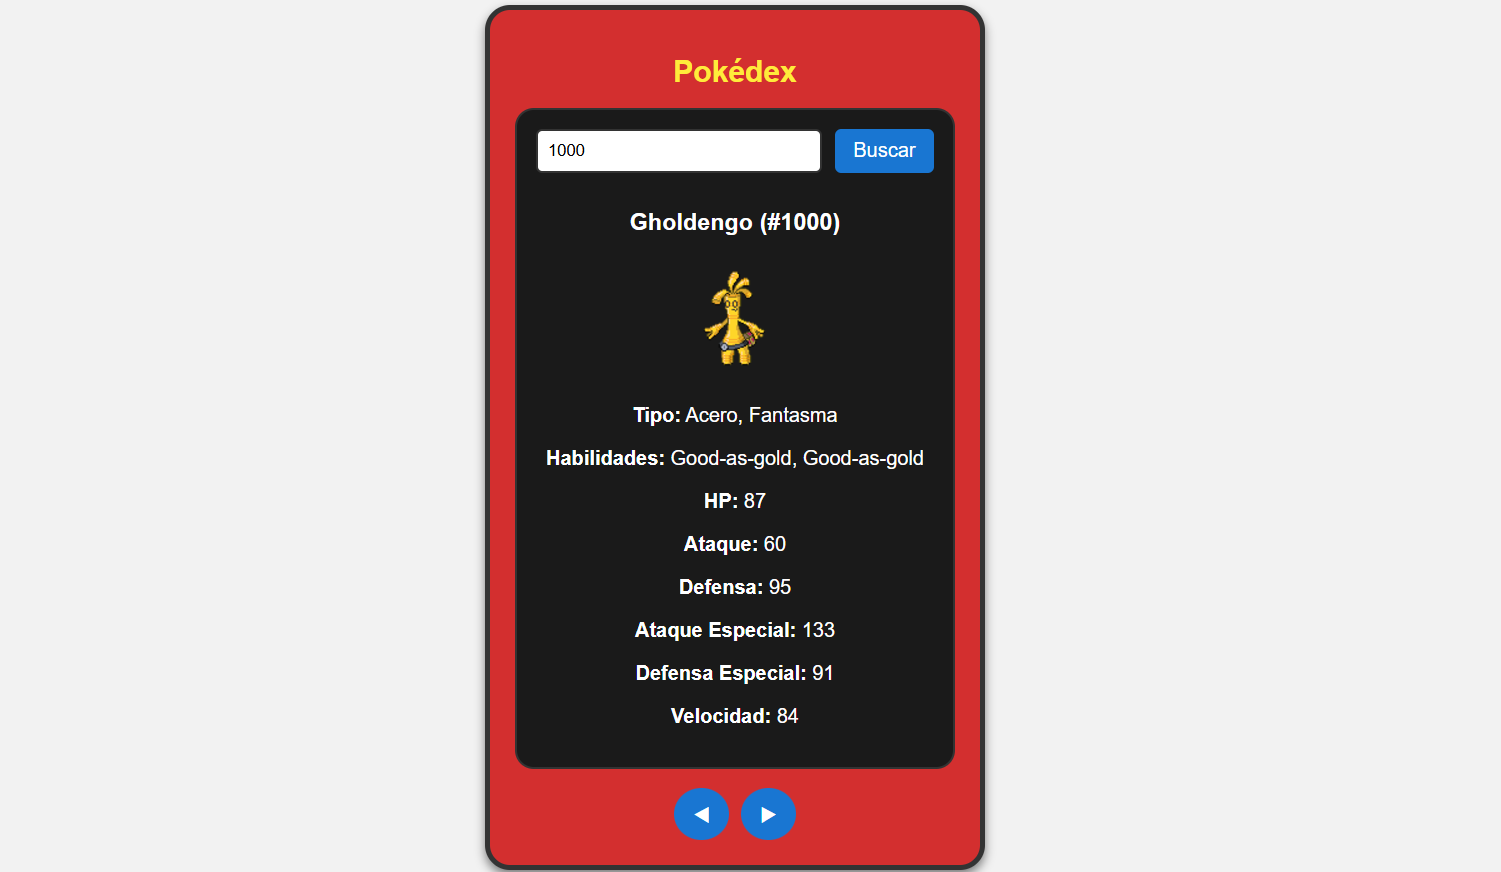 Pokédex
1000
Buscar
Gholdengo (#1000)
Tipo: Acero, Fantasma
Habilidades: Good-as-gold, Good-as-gold
HP: 87
Ataque: 60
Defensa: 95
Ataque Especial: 133
Defensa Especial: 91
Velocidad: 84